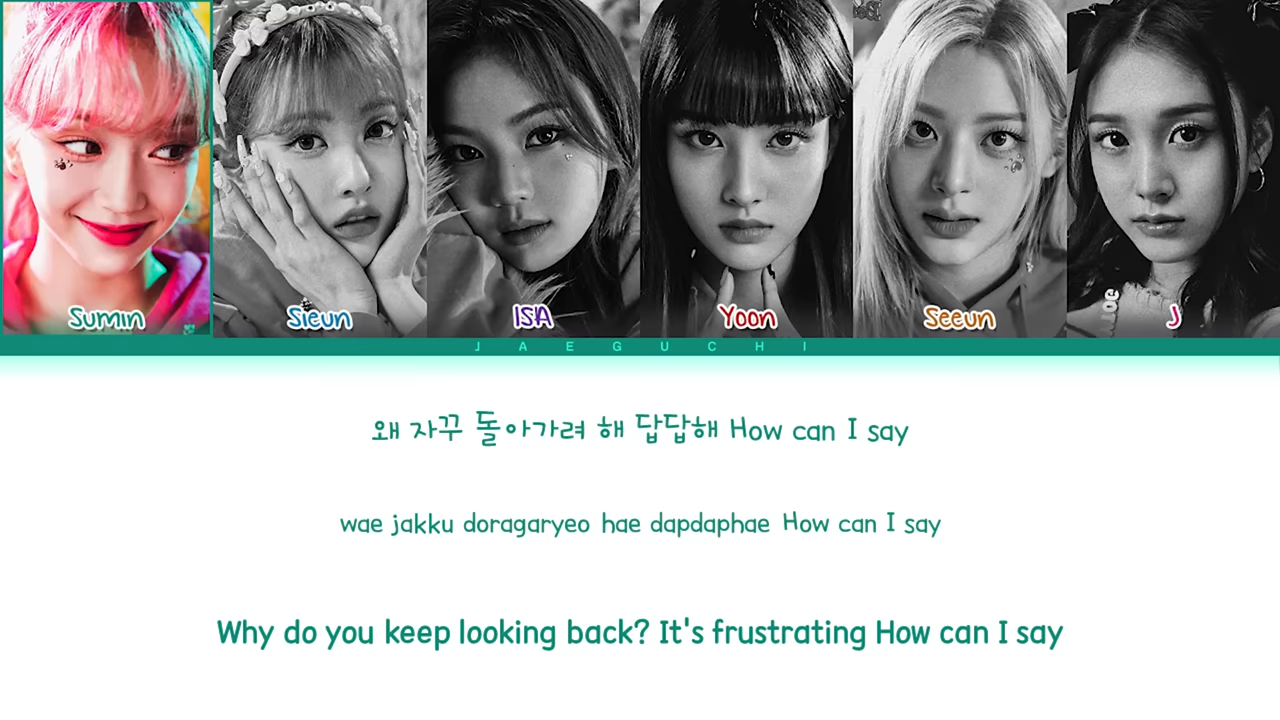 Sumin Sieun ISA Yoon Seeun J
JAEGUCHI
왜 자꾸 돌아가려 해 답답해 How can I say
wae jakku doragaryeo hae dapdaphae How can I say
Why do you keep looking back? It's frustrating How can I say